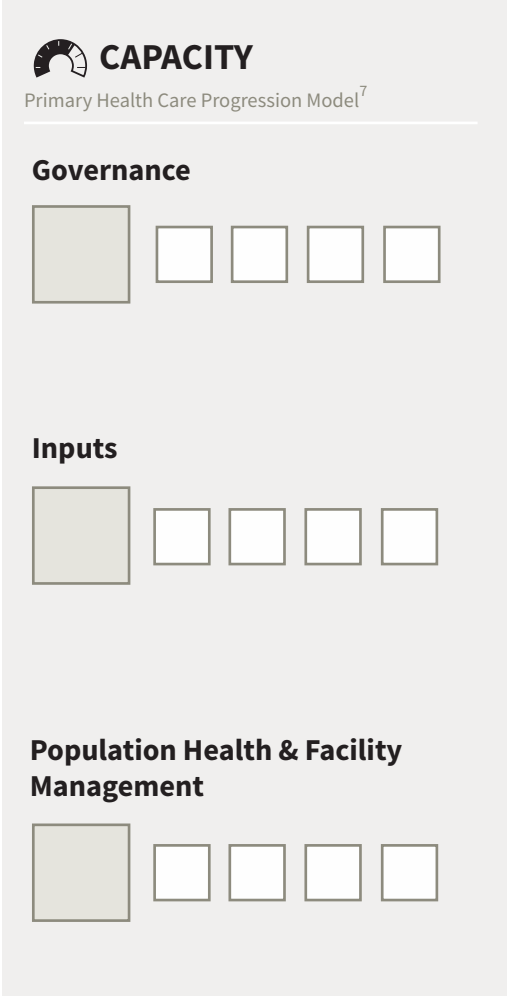 CAPACITY
Primary Health Care Progression Model7
Governance
Inputs
Population Health & Facility
Management